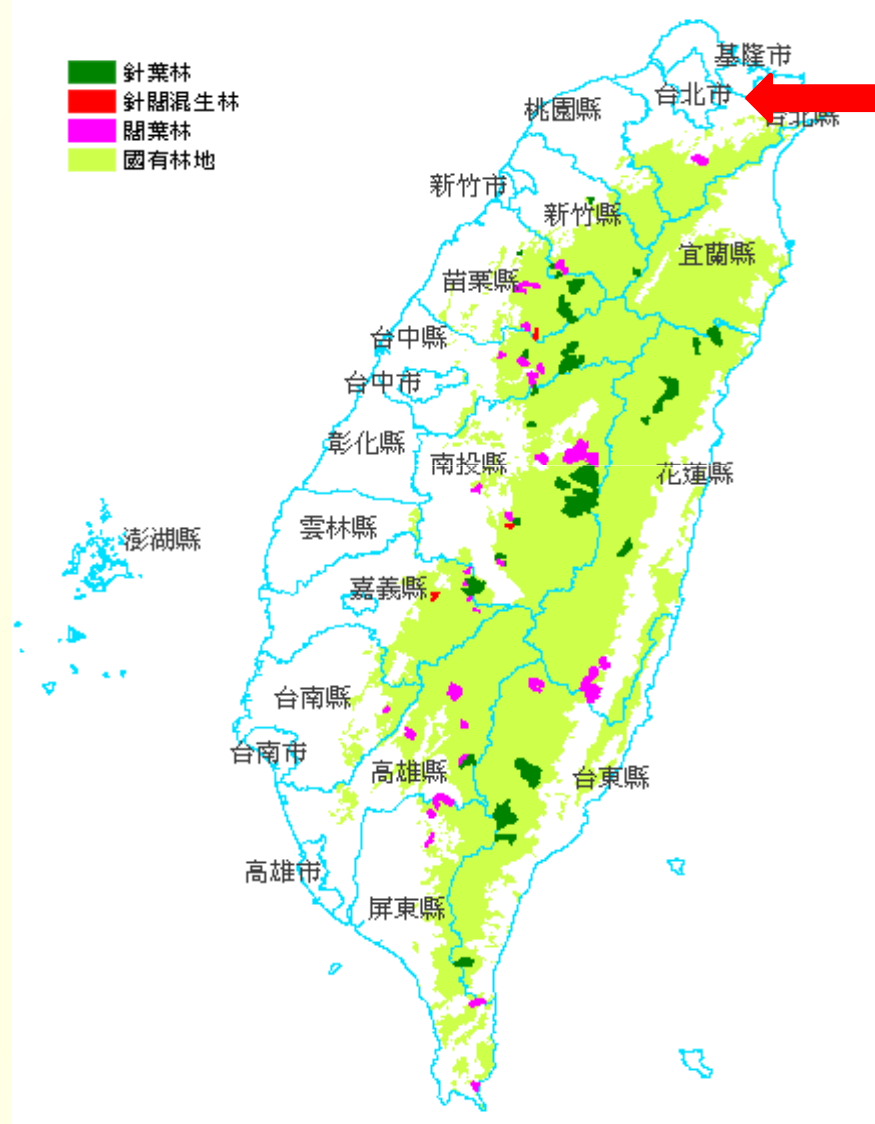 針葉林
針闊混生林
闊葉林
國有林地
基隆市
台北市
台北縣
桃園縣
新竹市
新竹縣
宜蘭縣
苗栗縣
台中縣
台中市
彰化縣
南投縣
花蓮縣
雲林縣
澎湖縣
嘉義縣
台南縣
台南市
高雄縣
台東縣
高雄市
屏東縣